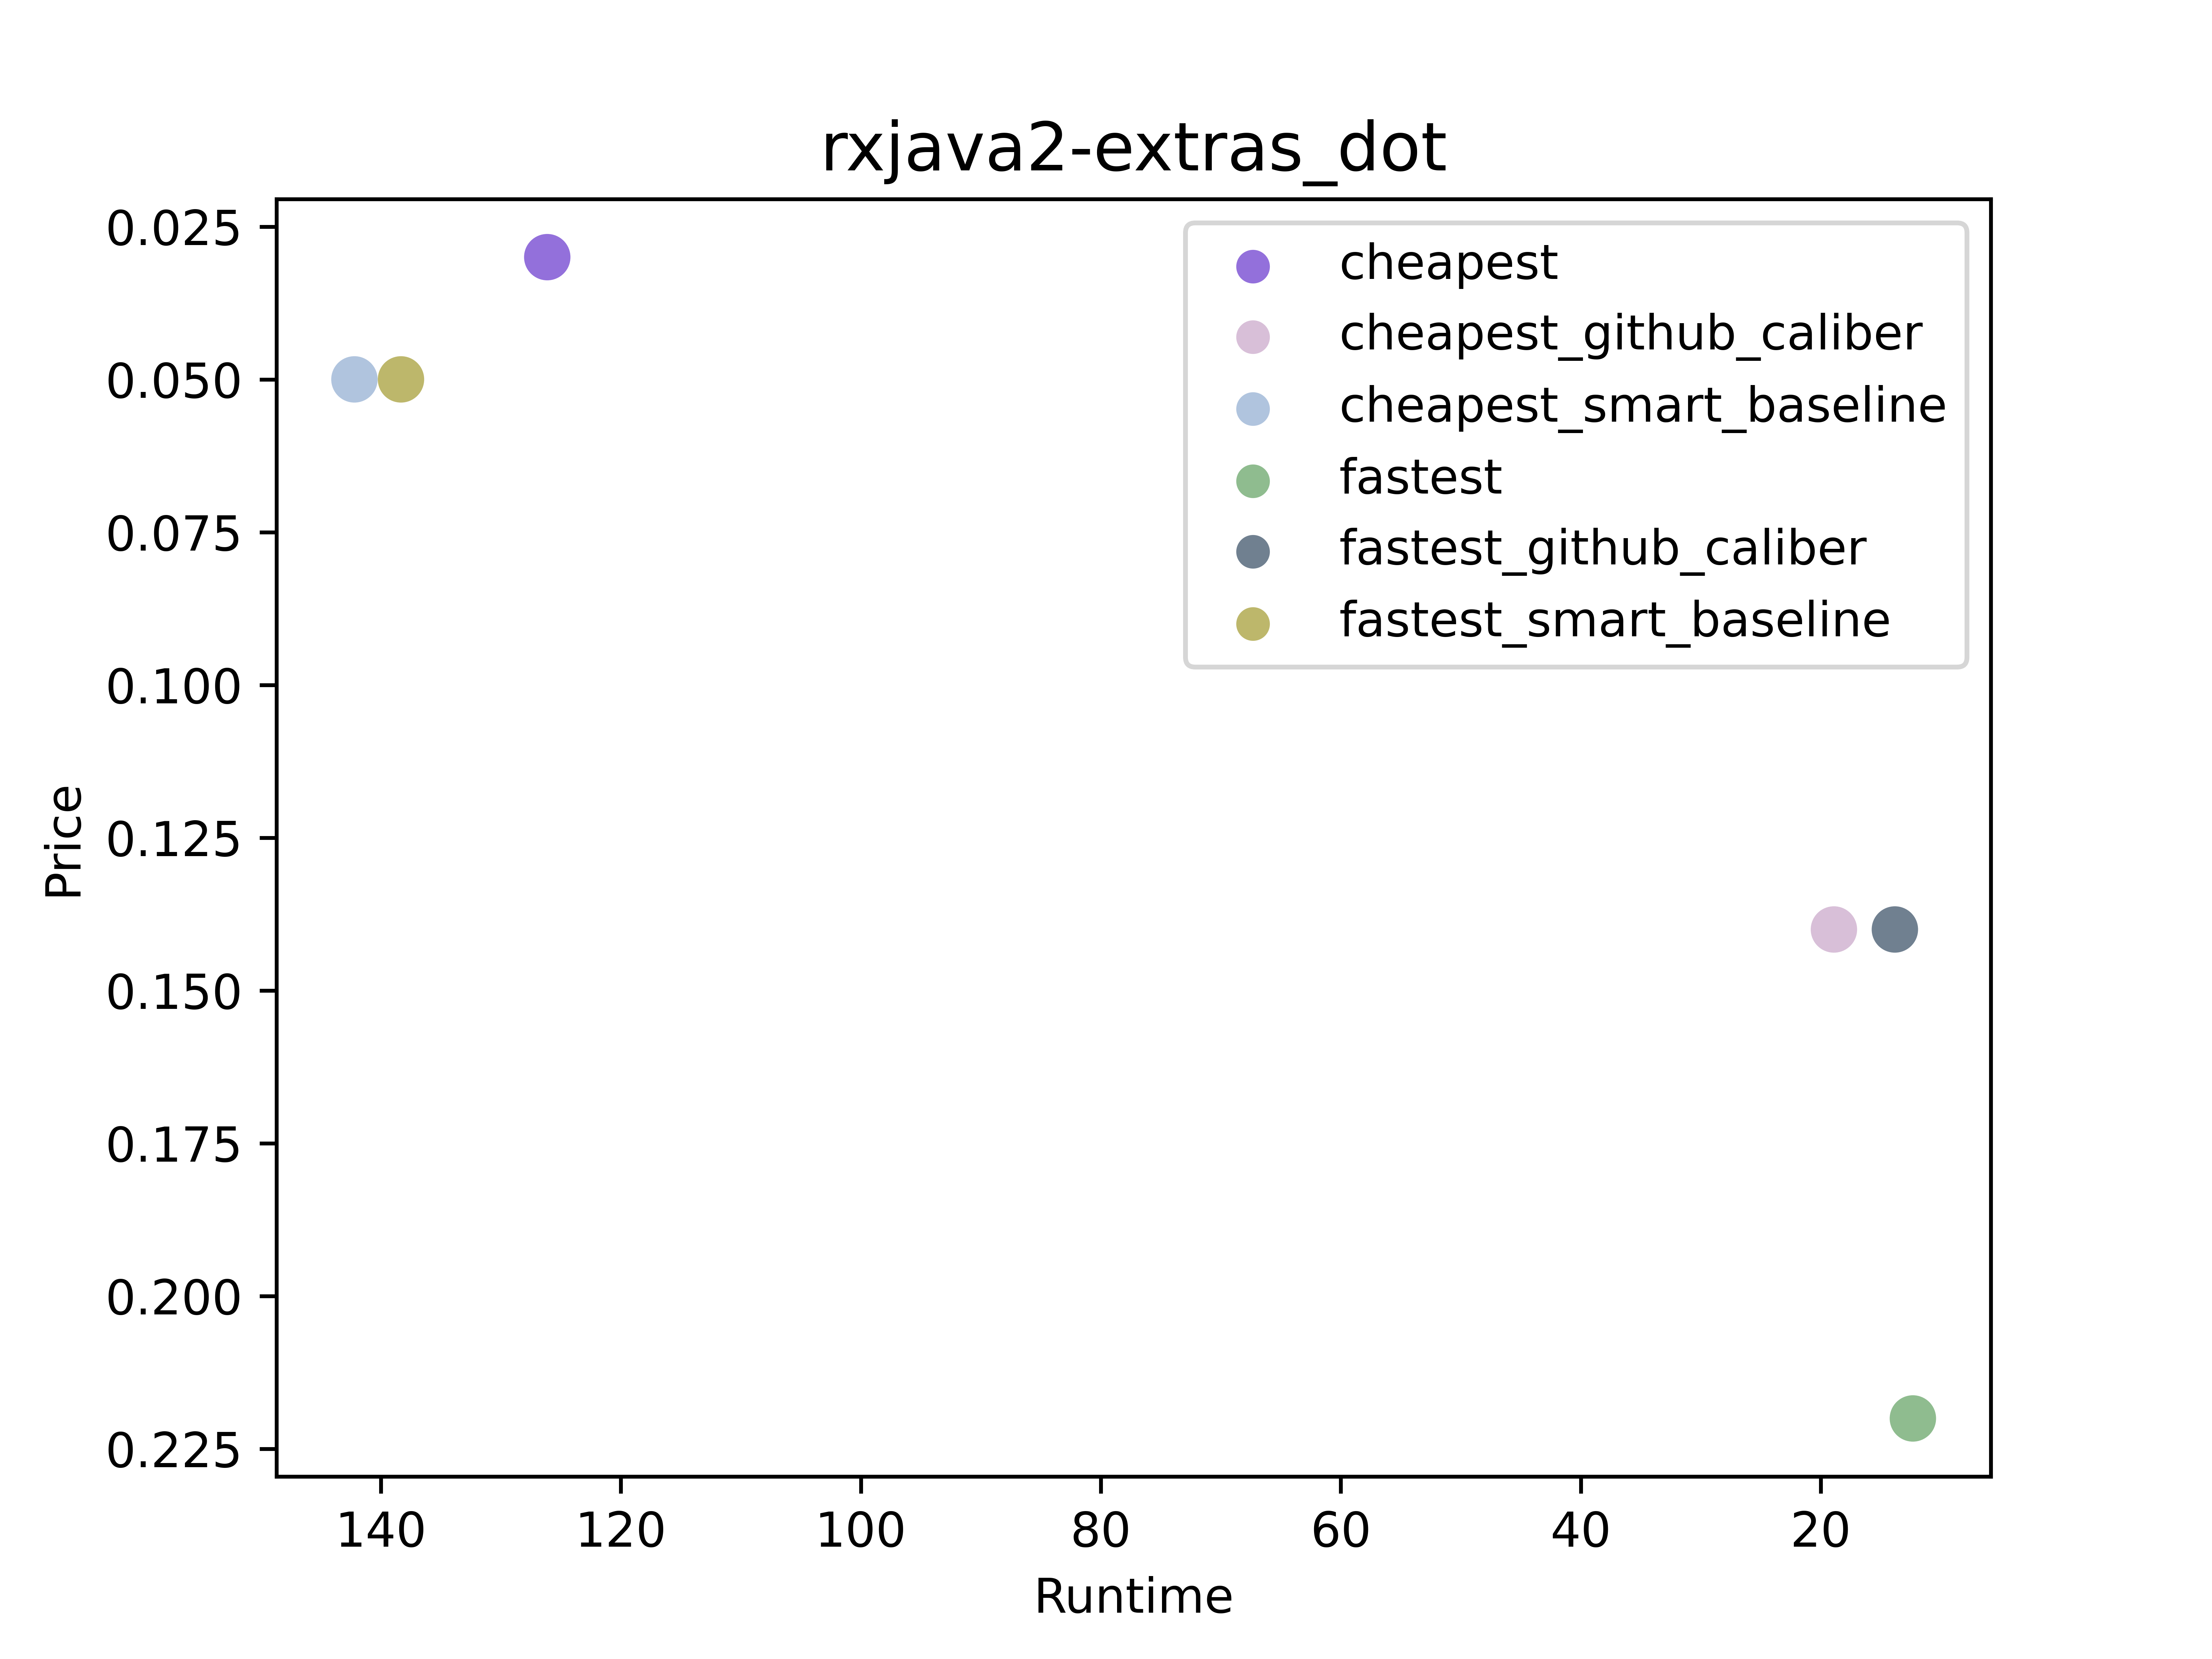 rxjava2-extras_dot
cheapest
cheapest_github_caliber
cheapest_smart_baseline
fastest
fastest_github_caliber
fastest_smart_baseline
Price
0.025
0.050
0.075
0.100
0.125
0.150
0.175
0.200
0.225
140 120 100 80 60 40 20
Runtime